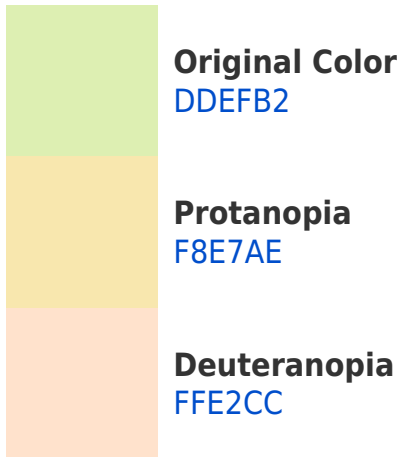 Original Color
DDEFB2
Protanopia
F8E7AE
Deuteranopia
FFE2CC